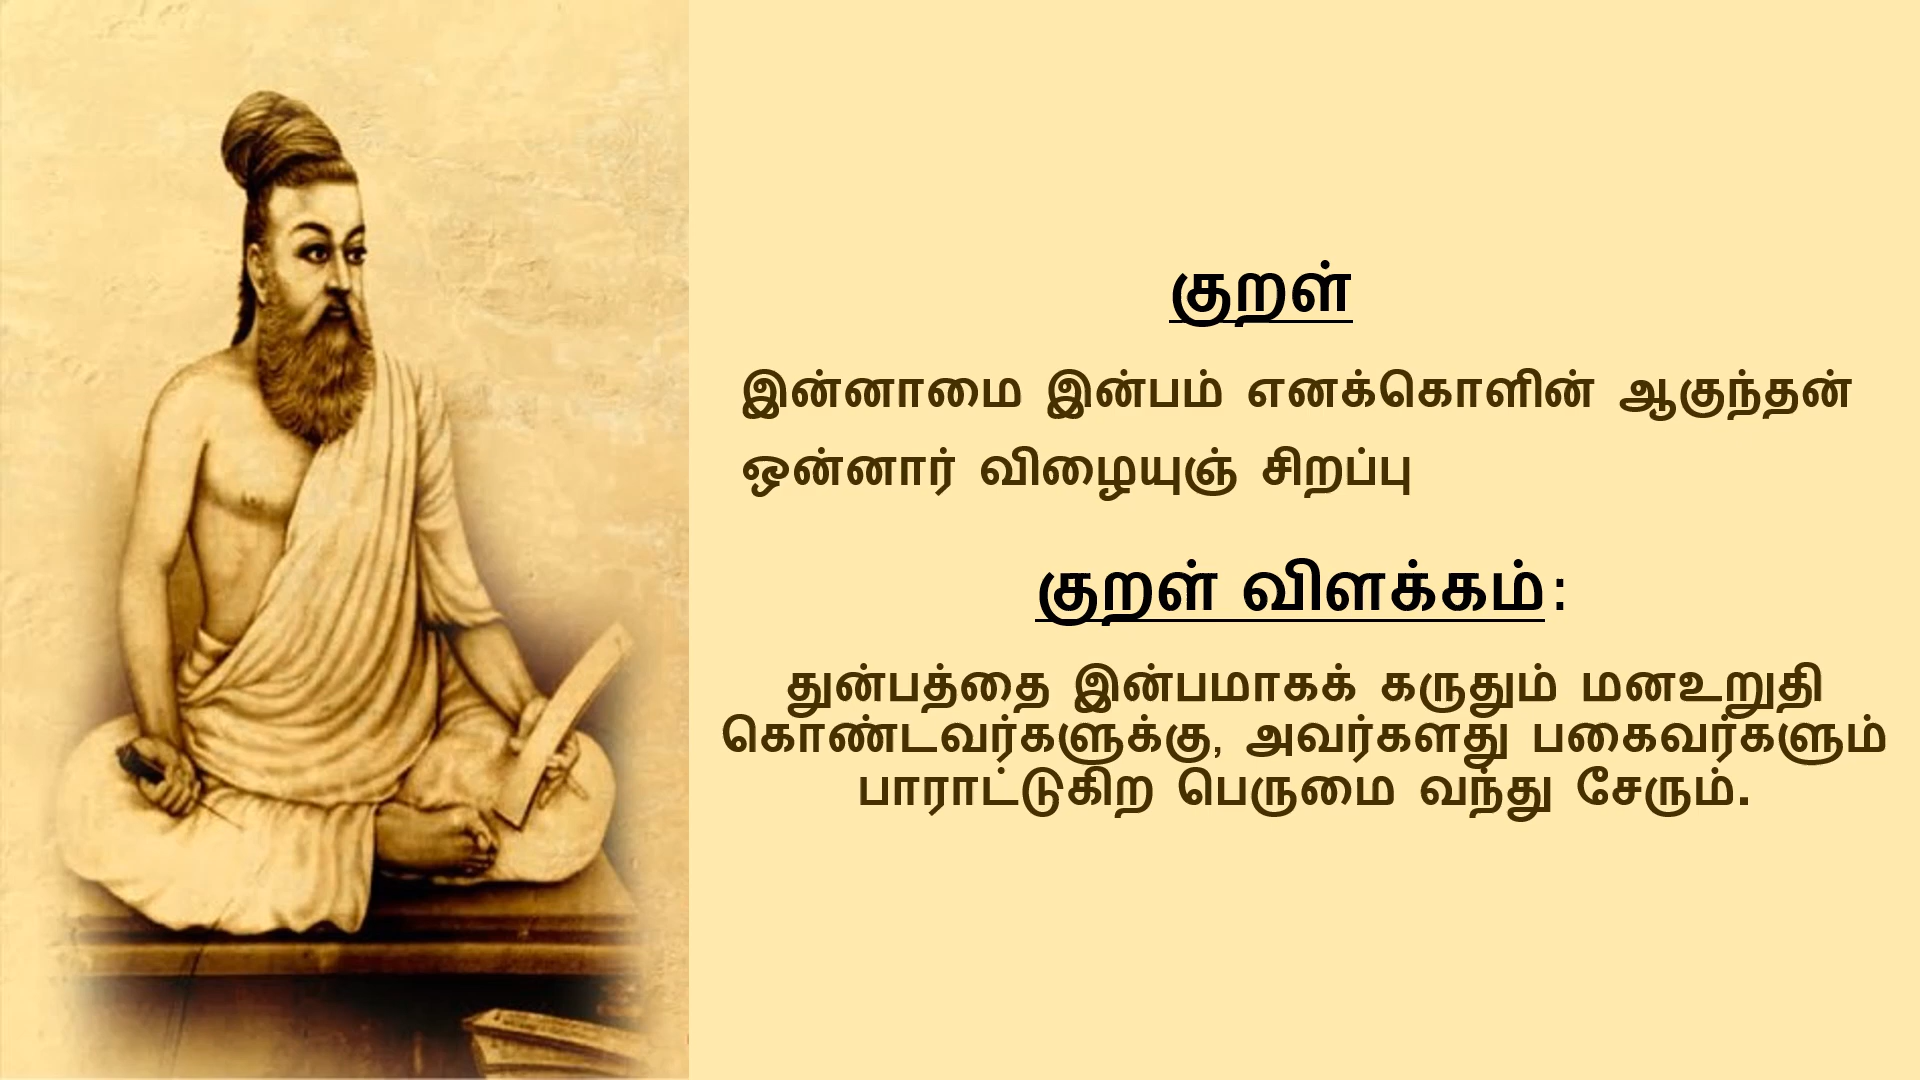 குறள்
இன்னாமை இன்பம் எனக்கொளின் ஆகுந்தன்
ஒன்னார் விழையுஞ் சிறப்பு
குறள் விளக்கம்:
துன்பத்தை இன்பமாகக் கருதும் மனஉறுதி
கொண்டவர்களுக்கு, அவர்களது பகைவர்களும்
பாராட்டுகிற பெருமை வந்து சேரும்.